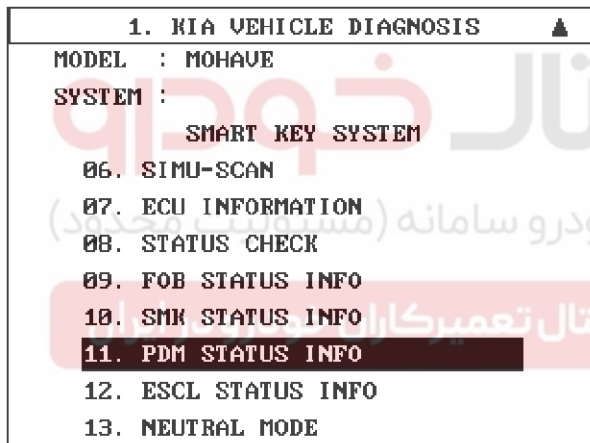 1. KIA VEHICLE DIAGNOSIS ▲
MODEL : MOHAVE
SYSTEM :
SMART KEY SYSTEM
06. SIMU-SCAN
07. ECU INFORMATION
08. STATUS CHECK
09. FOB STATUS INFO
10. SMK STATUS INFO
11. PDM STATUS INFO
12. ESCL STATUS INFO
13. NEUTRAL MODE